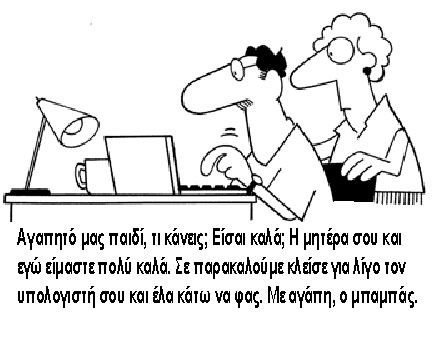 Αγαπητό μας παιδί, τι κάνεις; Είσαι καλά; Η μητέρα σου και
εγώ είμαστε πολύ καλά. Σε παρακαλούμε κλείσε για λίγο τον
υπολογιστή σου και έλα κάτω να φας. Με αγάπη, ο μπαμπάς.